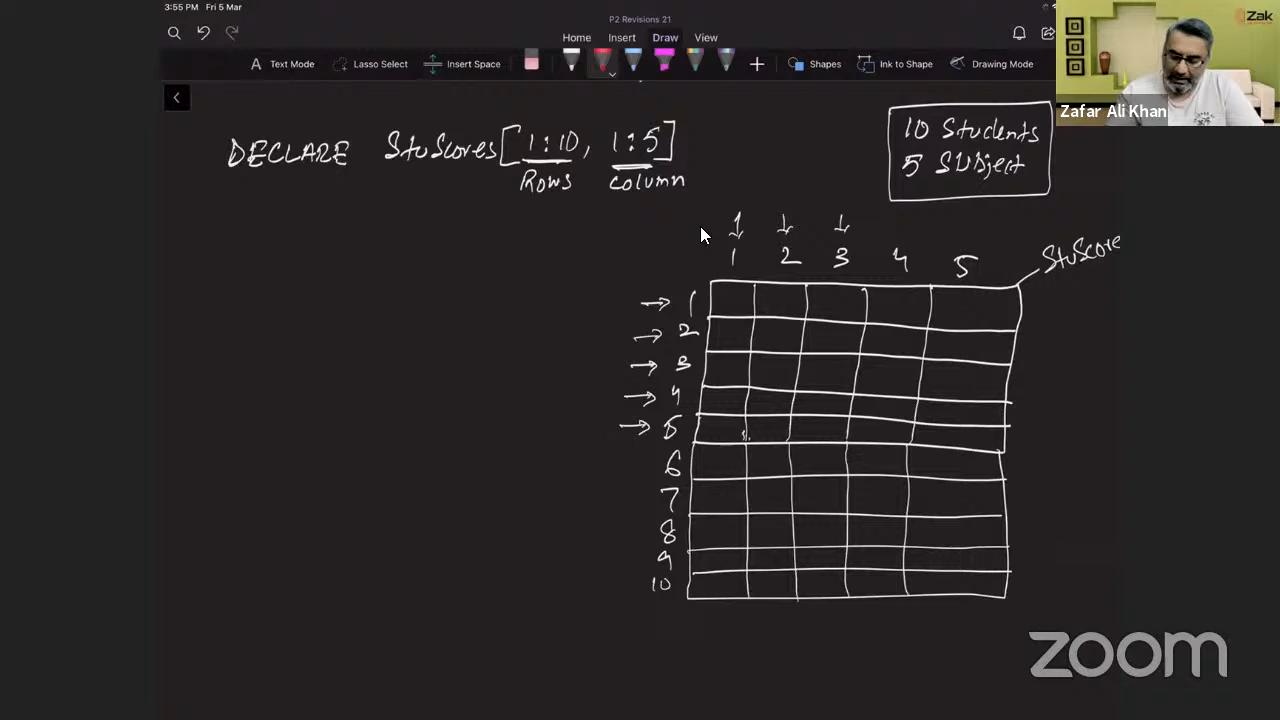 3:55 PM Fri 5 Mar
P2 Revisions 21
Home Insert Draw View
Text Mode Lasso Select Insert Space Shapes Ink to Shape Drawing Mode
Zak
Zafar Ali Khan
DECLARE StuScores[1:10, 1:5]
Rows column
10 Students
5 SUbject
1 2 3 4 5
StuScore
1
2
3
4
5
6
7
8
9
10
zoom